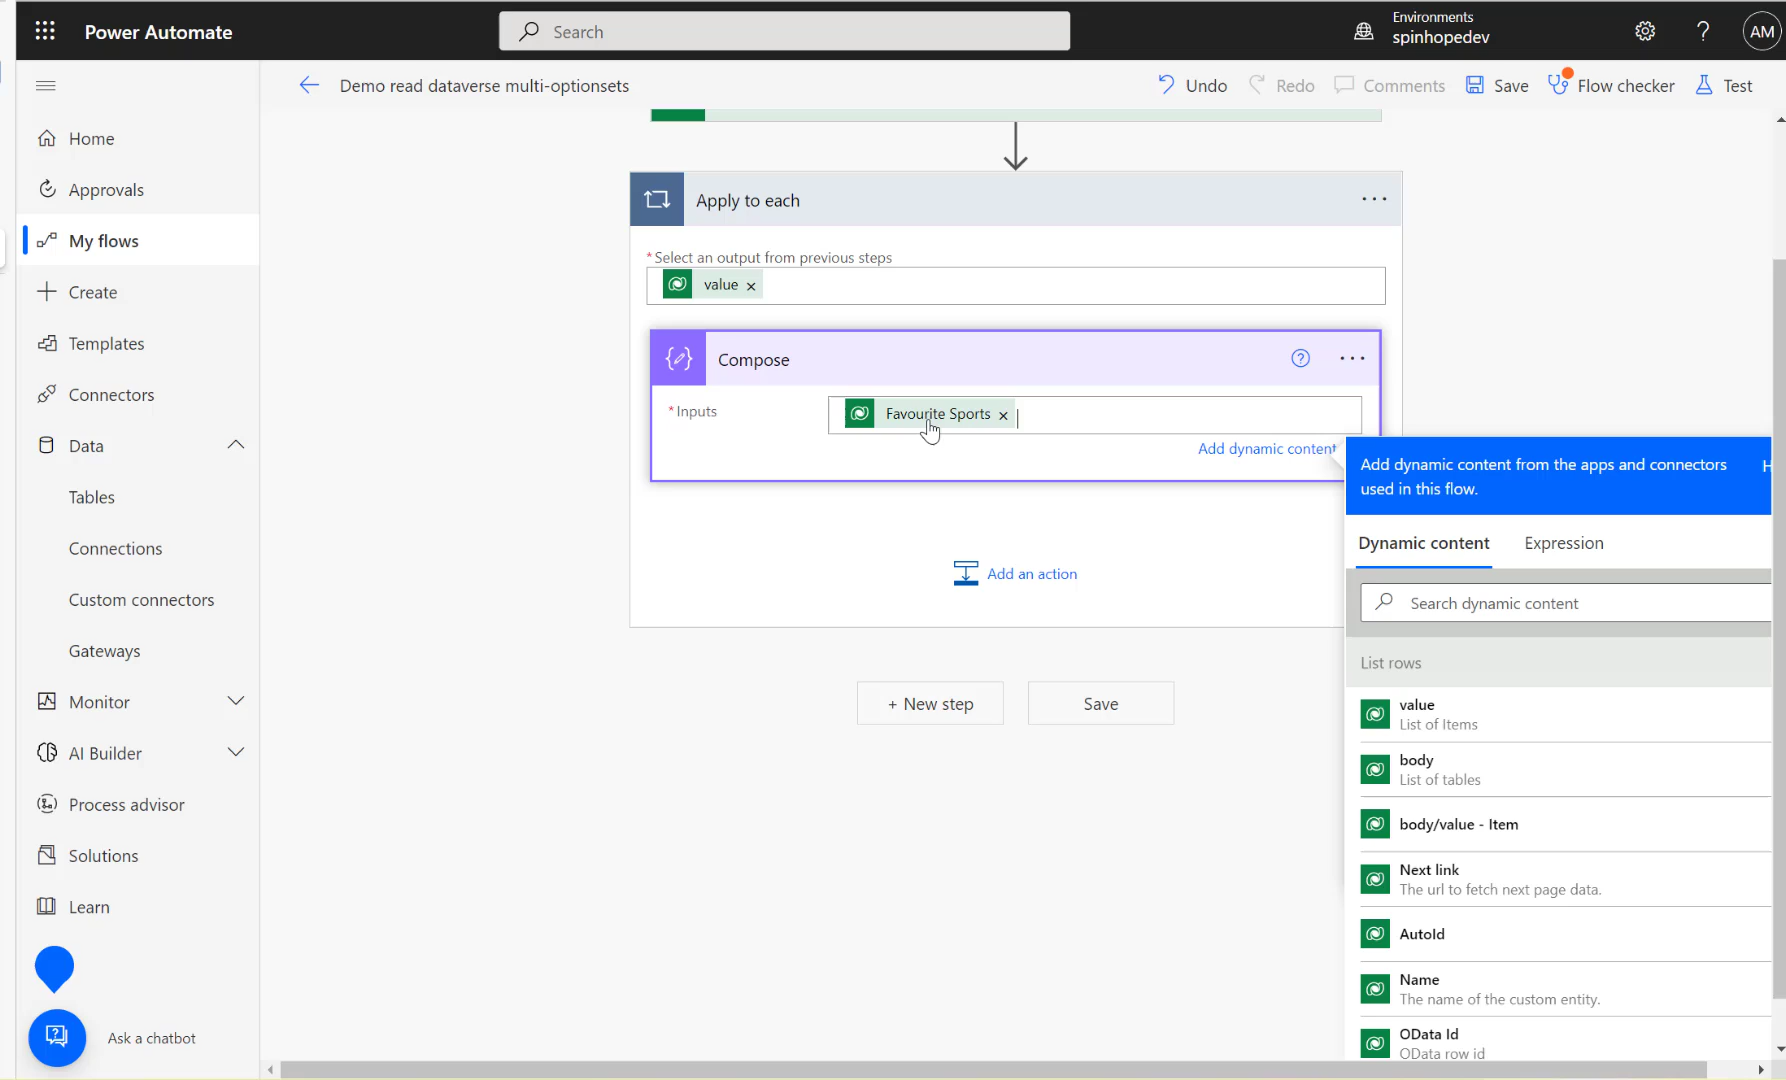 Power Automate
Search
Environments
spinhopedev
AM
Demo read dataverse multi-optionsets
Undo
Redo
Comments
Save
Flow checker
Test
Home
Approvals
My flows
Create
Templates
Connectors
Data
Tables
Connections
Custom connectors
Gateways
Monitor
AI Builder
Process advisor
Solutions
Learn
Ask a chatbot
Apply to each
* Select an output from previous steps
value
Compose
* Inputs
Favourite Sports
Add dynamic content
Add an action
+ New step
Save
Add dynamic content from the apps and connectors
used in this flow.
Dynamic content
Expression
Search dynamic content
List rows
value
List of Items
body
List of tables
body/value - Item
Next link
The url to fetch next page data.
AutoId
Name
The name of the custom entity.
OData Id
OData row id